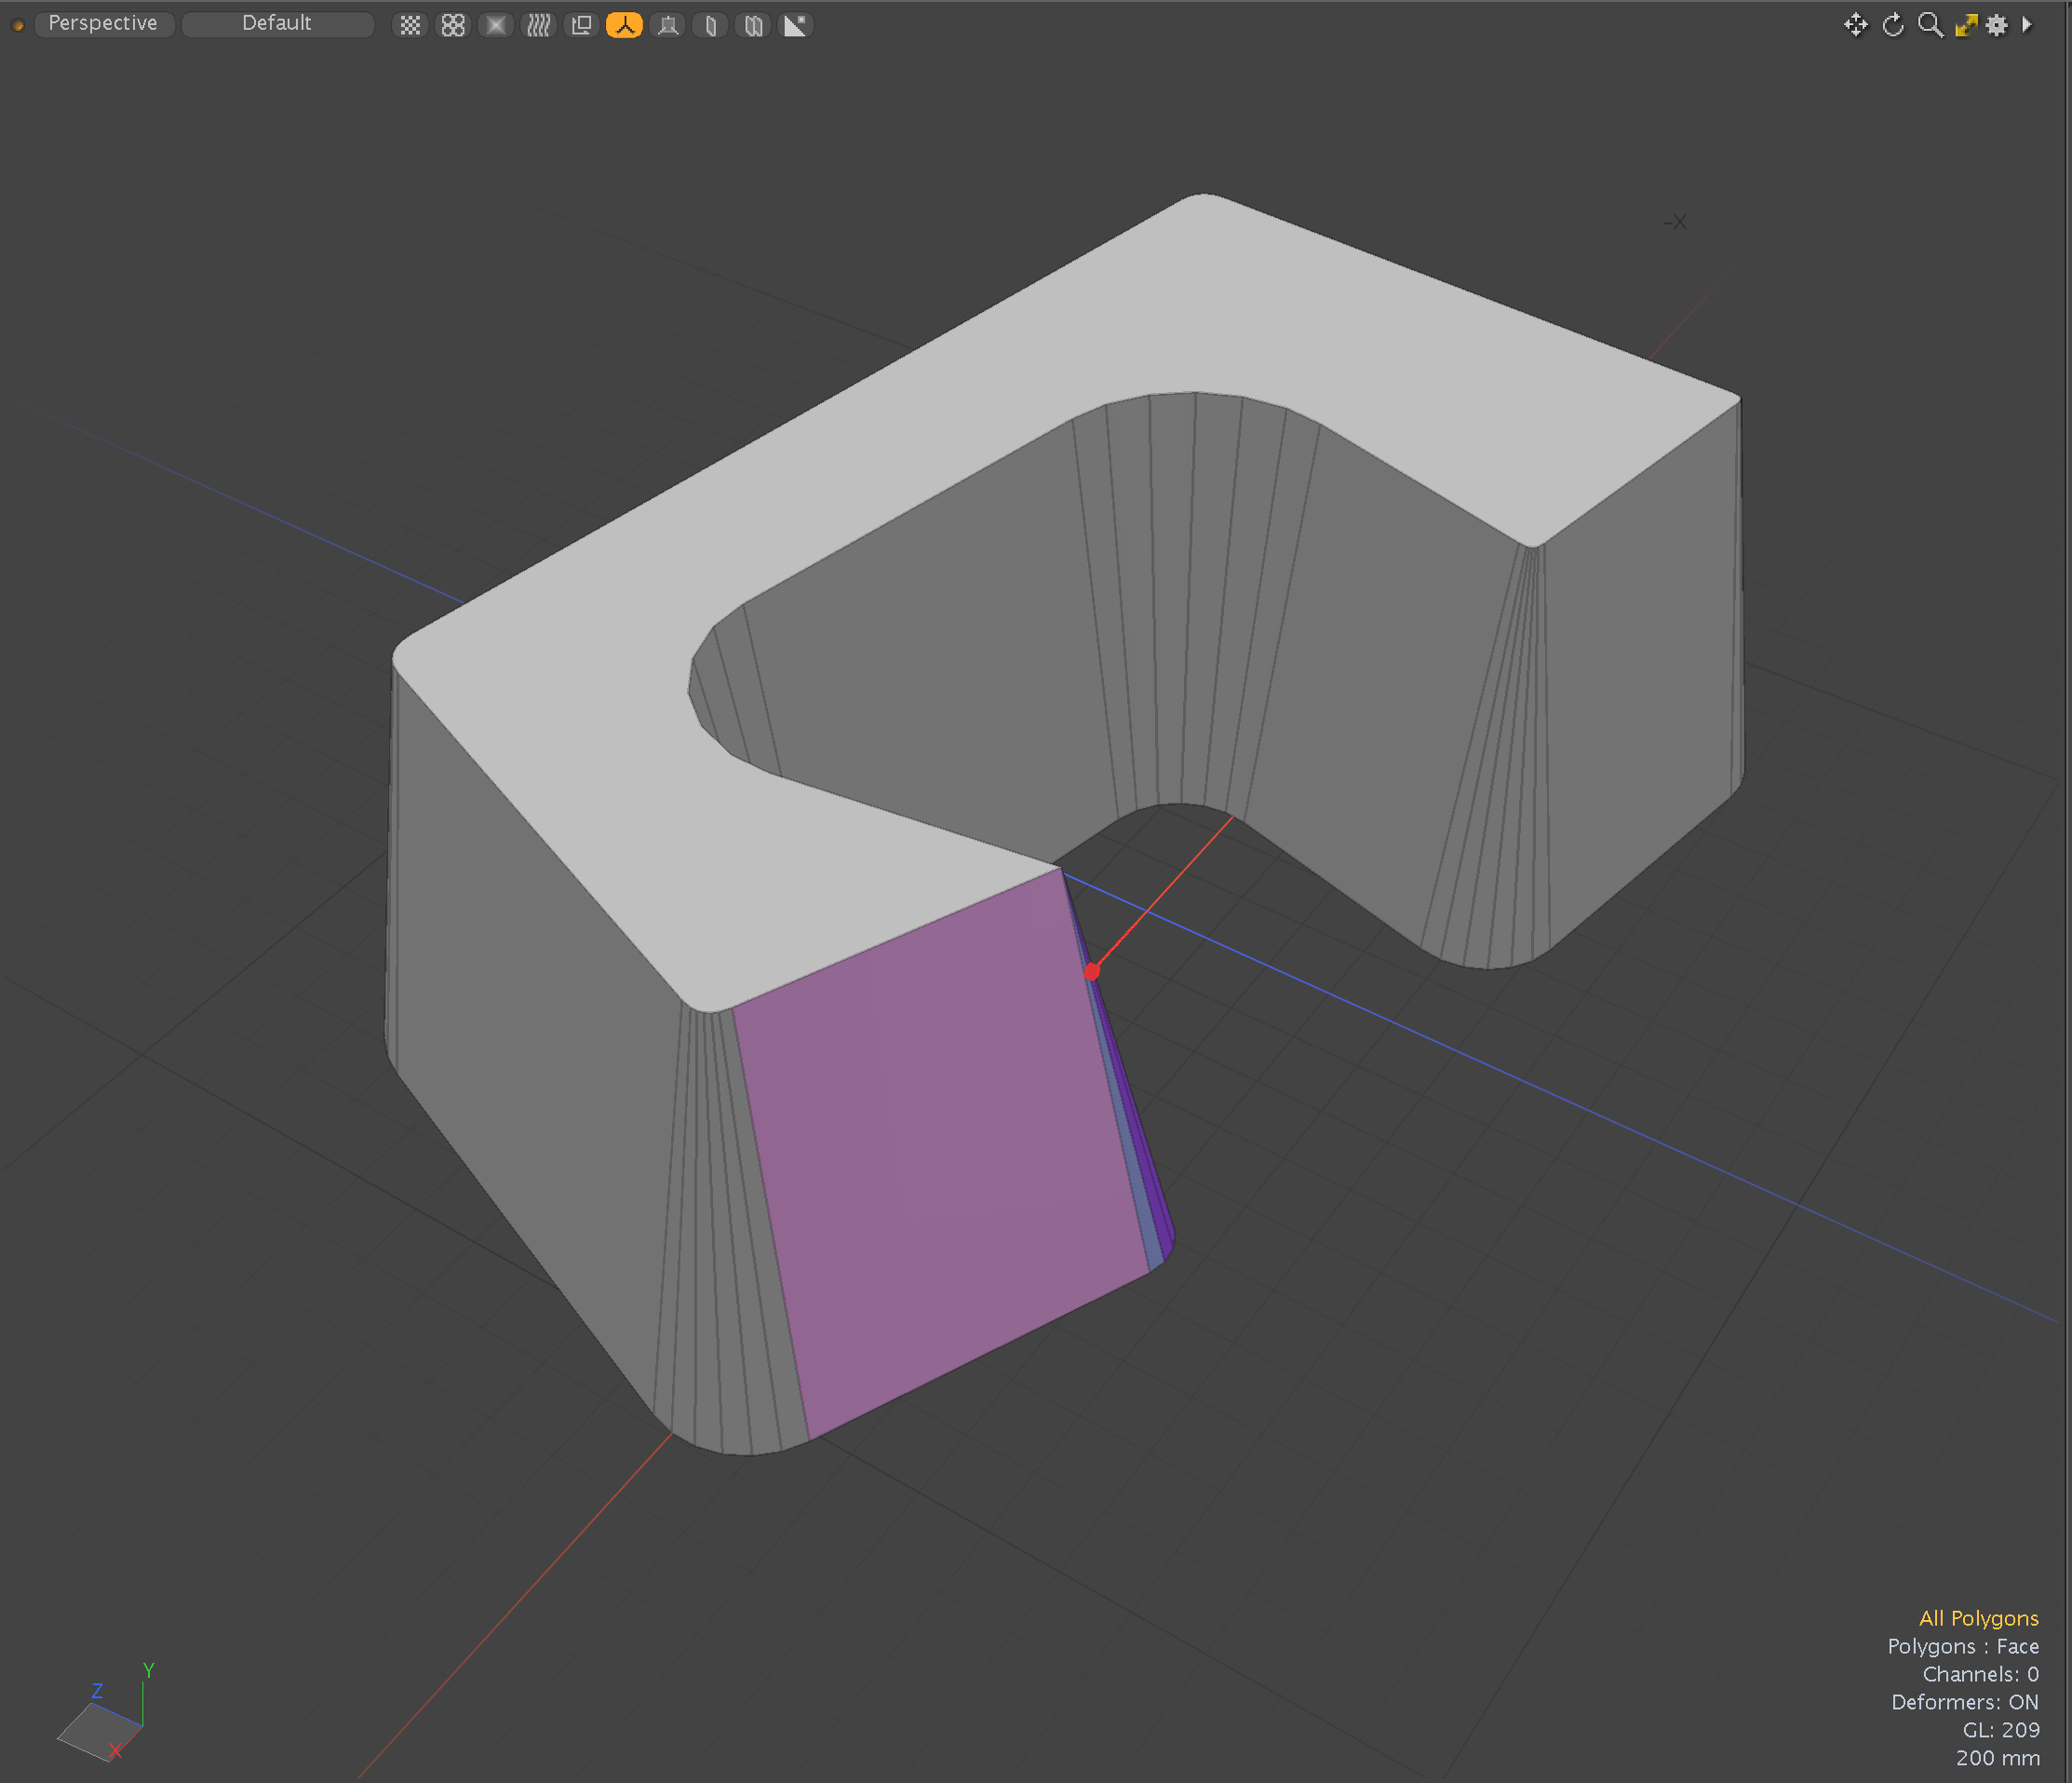 Perspective
Default
-X
All Polygons
Polygons : Face
Channels: 0
Deformers: ON
GL: 209
200 mm
Y
Z
X